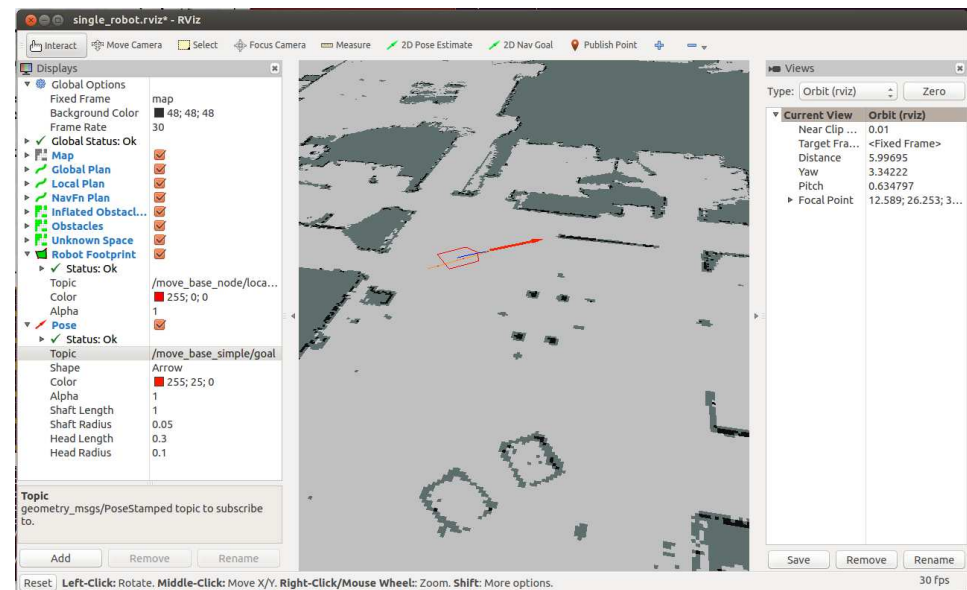 single_robot.rviz* - RViz
Interact Move Camera Select Focus Camera Measure 2D Pose Estimate 2D Nav Goal Publish Point
Displays
Global Options
Fixed Frame map
Background Color 48; 48; 48
Frame Rate 30
Global Status: Ok
Map
Global Plan
Local Plan
NavFn Plan
Inflated Obstacl...
Obstacles
Unknown Space
Robot Footprint
Status: Ok
Topic /move_base_node/loca...
Color 255; 0; 0
Alpha 1
Pose
Status: Ok
Topic /move_base_simple/goal
Shape Arrow
Color 255; 25; 0
Alpha 1
Shaft Length 1
Shaft Radius 0.05
Head Length 0.3
Head Radius 0.1
Topic
geometry_msgs/PoseStamped topic to subscribe
to.
Add Remove Rename
Views
Type: Orbit (rviz) Zero
Current View Orbit (rviz)
Near Clip ... 0.01
Target Fra... <Fixed Frame>
Distance 5.99695
Yaw 3.34222
Pitch 0.634797
Focal Point 12.589; 26.253; 3...
Save Remove Rename
Reset Left-Click: Rotate. Middle-Click: Move X/Y. Right-Click/Mouse Wheel:: Zoom. Shift: More options. 30 fps